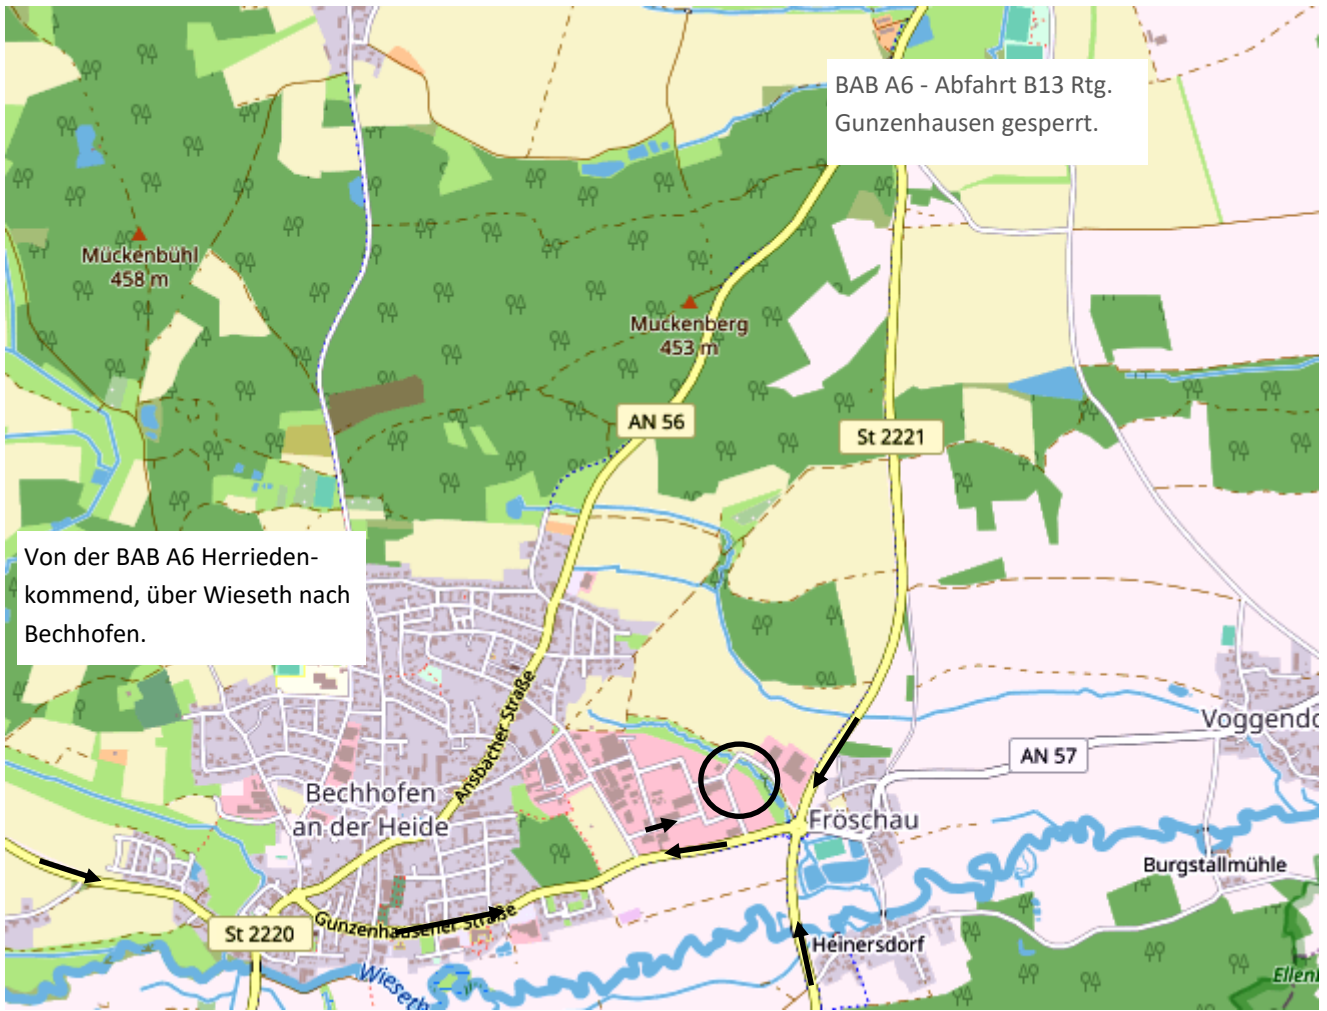 BAB A6 - Abfahrt B13 Rtg.
Gunzenhausen gesperrt.
Mückenbühl
458 m
Muckenberg
453 m
AN 56
St 2221
Von der BAB A6 Herrieden-
kommend, über Wieseth nach
Bechhofen.
Ansbacher Straße
Voggendo
AN 57
Bechhofen
an der Heide
Fröschau
Burgstallmühle
Gunzenhausener Straße
St 2220
Heinersdorf
Wieseth
Ellenb